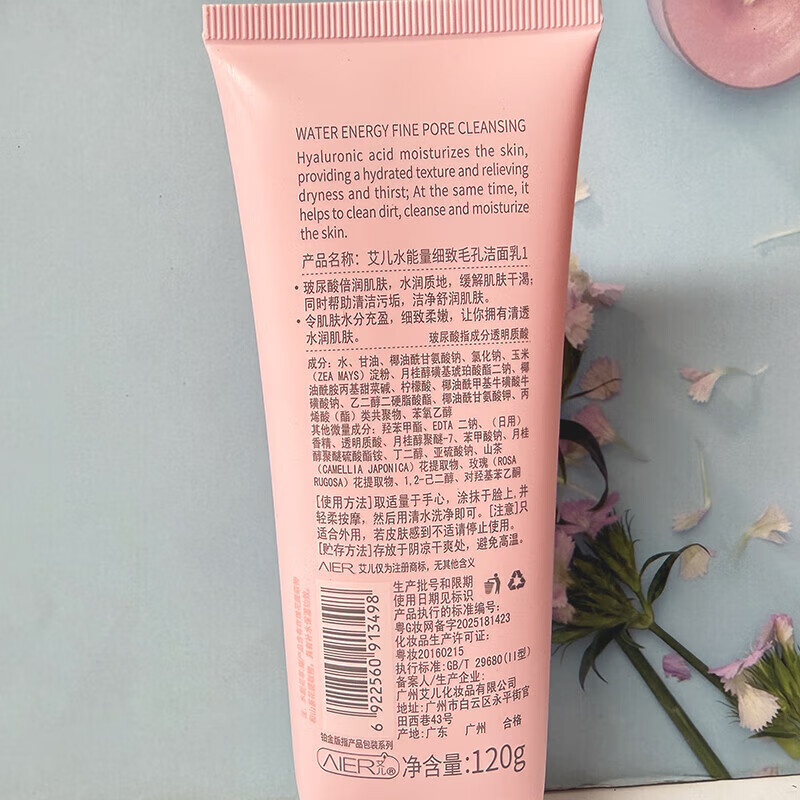 WATER ENERGY FINE PORE CLEANSING
Hyaluronic acid moisturizes the skin,
providing a hydrated texture and relieving
dryness and thirst; At the same time, it
helps to clean dirt, cleanse and moisturize
the skin.
产品名称：艾儿水能量细致毛孔洁面乳1
• 玻尿酸倍润肌肤，水润质地，缓解肌肤干渴；
同时帮助清洁污垢，洁净舒润肌肤。
• 令肌肤水分充盈，细致柔嫩，让你拥有清透
水润肌肤。 玻尿酸指成分透明质酸
成分：水、甘油、椰油酰甘氨酸钠、氯化钠、玉米
（ZEA MAYS）淀粉、月桂醇磺基琥珀酸酯二钠、椰
油酰胺丙基甜菜碱、柠檬酸、椰油酰甲基牛磺酸牛
磺酸钠、乙二醇二硬脂酸酯、椰油酰甘氨酸钾、丙
烯酸（酯）类共聚物、苯氧乙醇
其他微量成分：羟苯甲酯、EDTA 二钠、（日用）
香精、透明质酸、月桂醇聚醚-7、苯甲酸钠、月桂
醇聚醚硫酸酯铵、丁二醇、亚硫酸钠、山茶
（CAMELLIA JAPONICA）花提取物、玫瑰（ROSA
RUGOSA）花提取物、1,2-己二醇、对羟基苯乙酮
[使用方法]取适量于手心，涂抹于脸上，并
轻柔按摩，然后用清水洗净即可。[注意]只
适合外用，若皮肤感到不适请停止使用。
[贮存方法]存放于阴凉干爽处，避免高温。
AIER 艾儿仅为注册商标，无其他含义
生产批号和限期
使用日期见标识
产品执行的标准编号：
粤G妆网备字2025181423
化妆品生产许可证：
粤妆20160215
执行标准：GB/T 29680(II型)
备案人/生产企业：
广州艾儿化妆品有限公司
地址：广州市白云区永平街官
田西巷43号
产地：广东 广州 合格
6 922560 913498
铂金版指产品包装系列
AIER艾儿® 净含量：120g